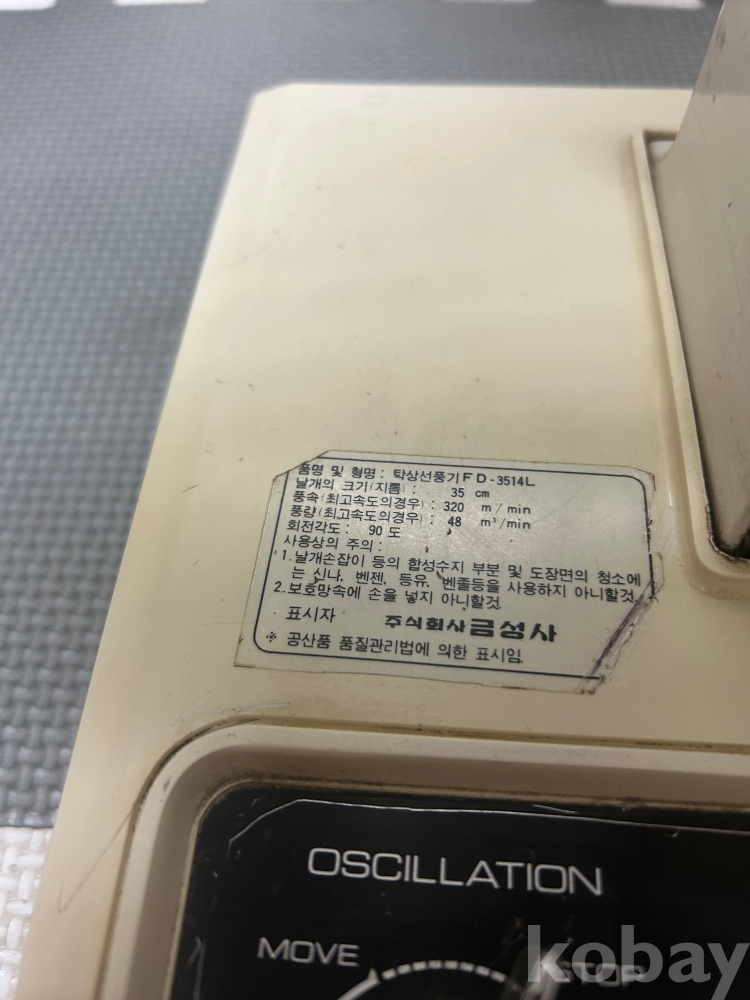 품명 및 형명 : 탁상선풍기 FD-3514L
날개의 크기(지름) : 35 cm
풍속(최고속도의경우) : 320 m/min
풍량(최고속도의경우) : 48 m³/min
회전각도 : 90 도
사용상의 주의 :
1. 날개손잡이 등의 합성수지 부분 및 도장면의 청소에
는 신나, 벤젠, 등유, 벤졸등을 사용하지 아니할것.
2. 보호망속에 손을 넣지 아니할것.
표시자 주식회사금성사
※ 공산품 품질관리법에 의한 표시임.
OSCILLATION
MOVE STOP
kobay